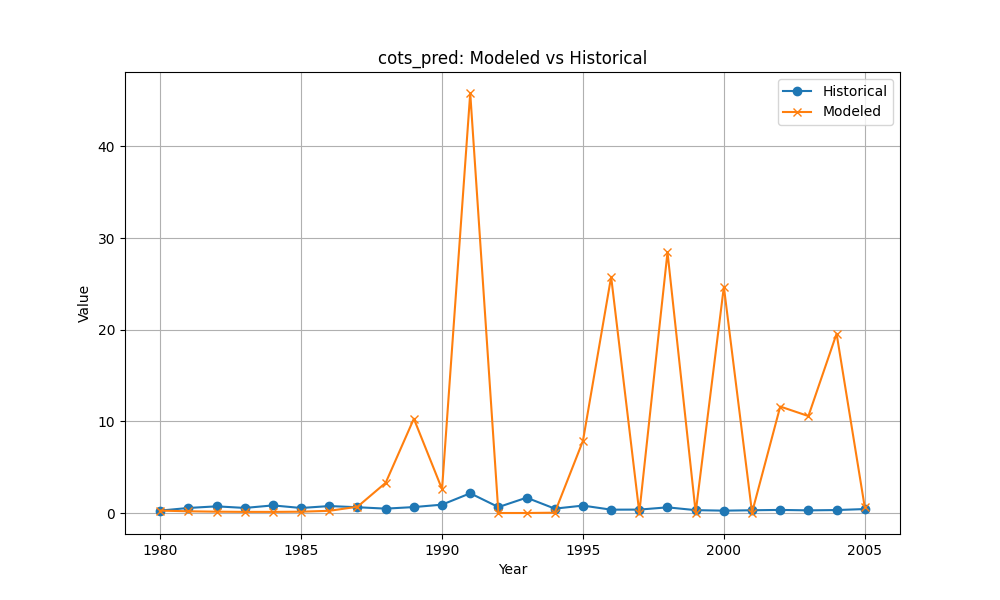 cots_pred: Modeled vs Historical
Historical
Modeled
Value
40
30
20
10
0
1980
1985
1990
1995
2000
2005
Year